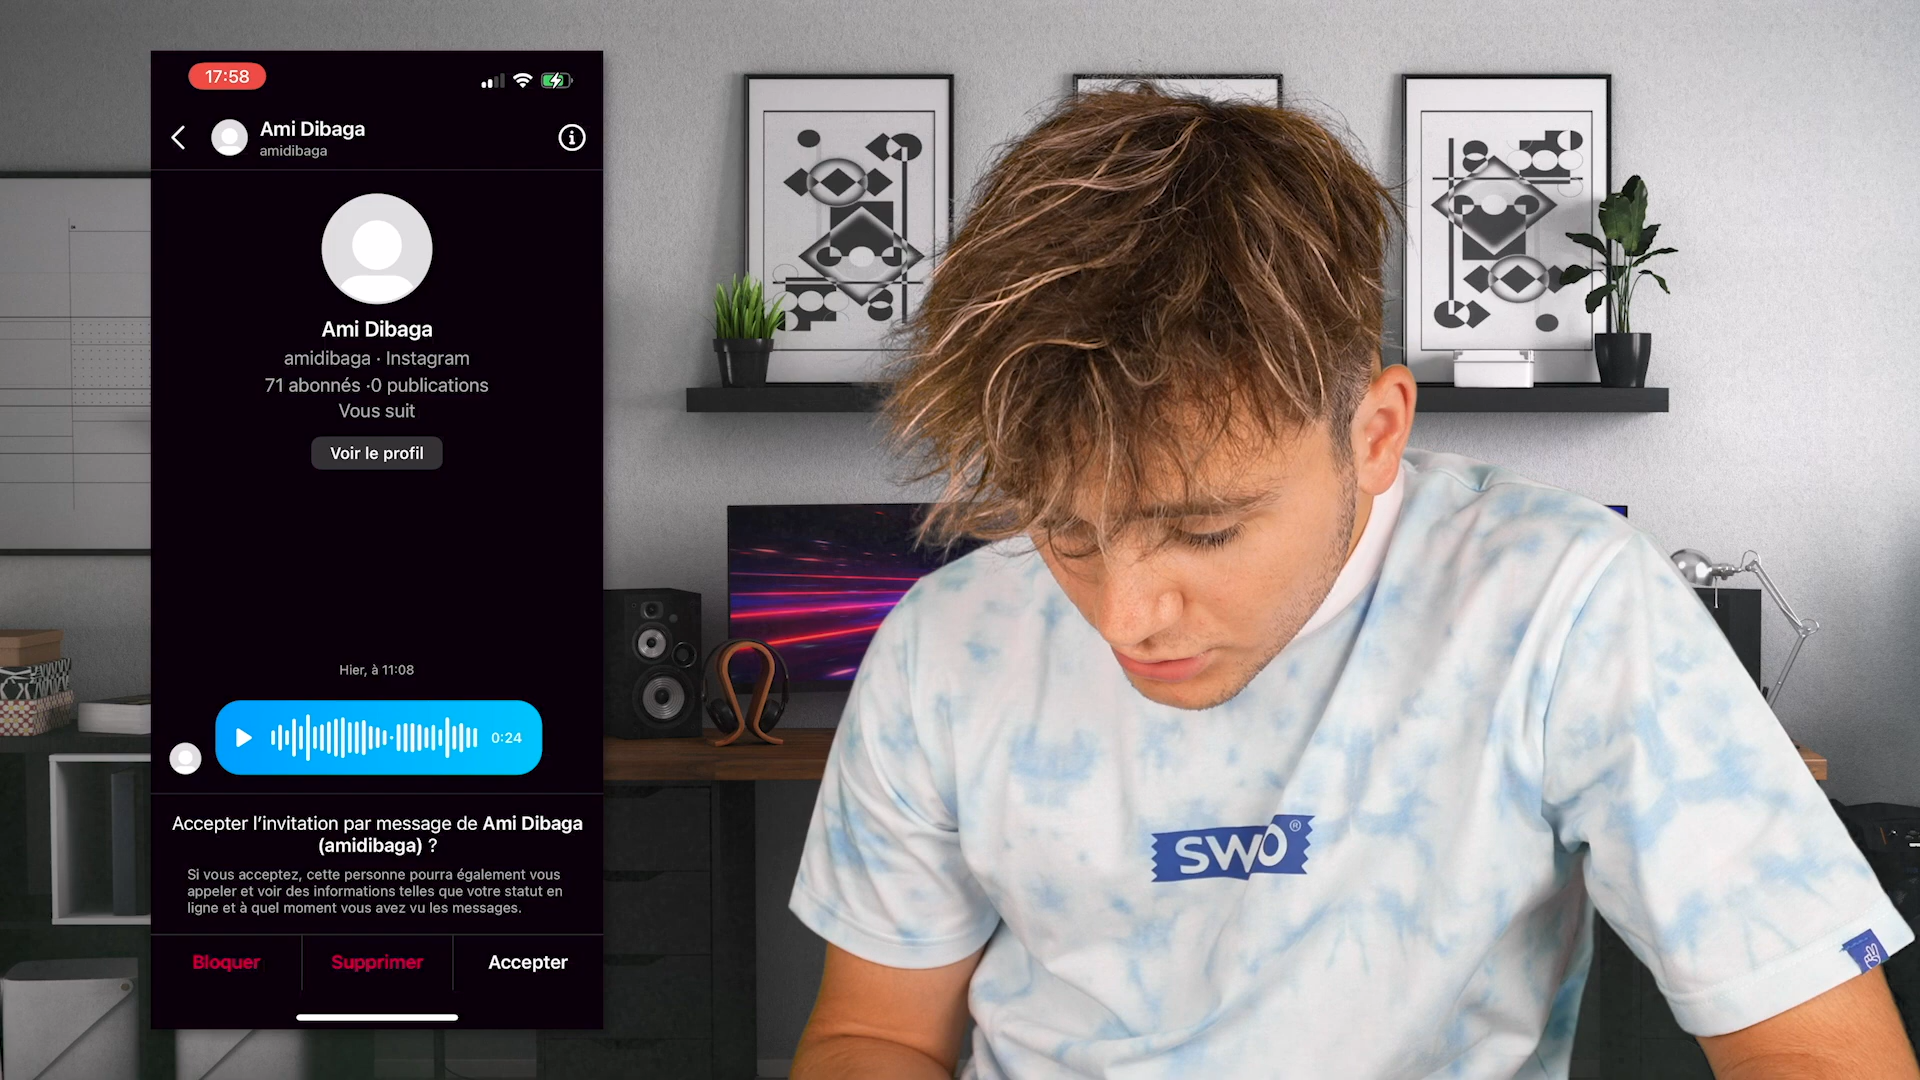 17:58
Ami Dibaga
amidibaga
Ami Dibaga
amidibaga · Instagram
71 abonnés ·0 publications
Vous suit
Voir le profil
Hier, à 11:08
0:24
Accepter l’invitation par message de Ami Dibaga
(amidibaga) ?
Si vous acceptez, cette personne pourra également vous
appeler et voir des informations telles que votre statut en
ligne et à quel moment vous avez vu les messages.
Bloquer
Supprimer
Accepter
SWO®